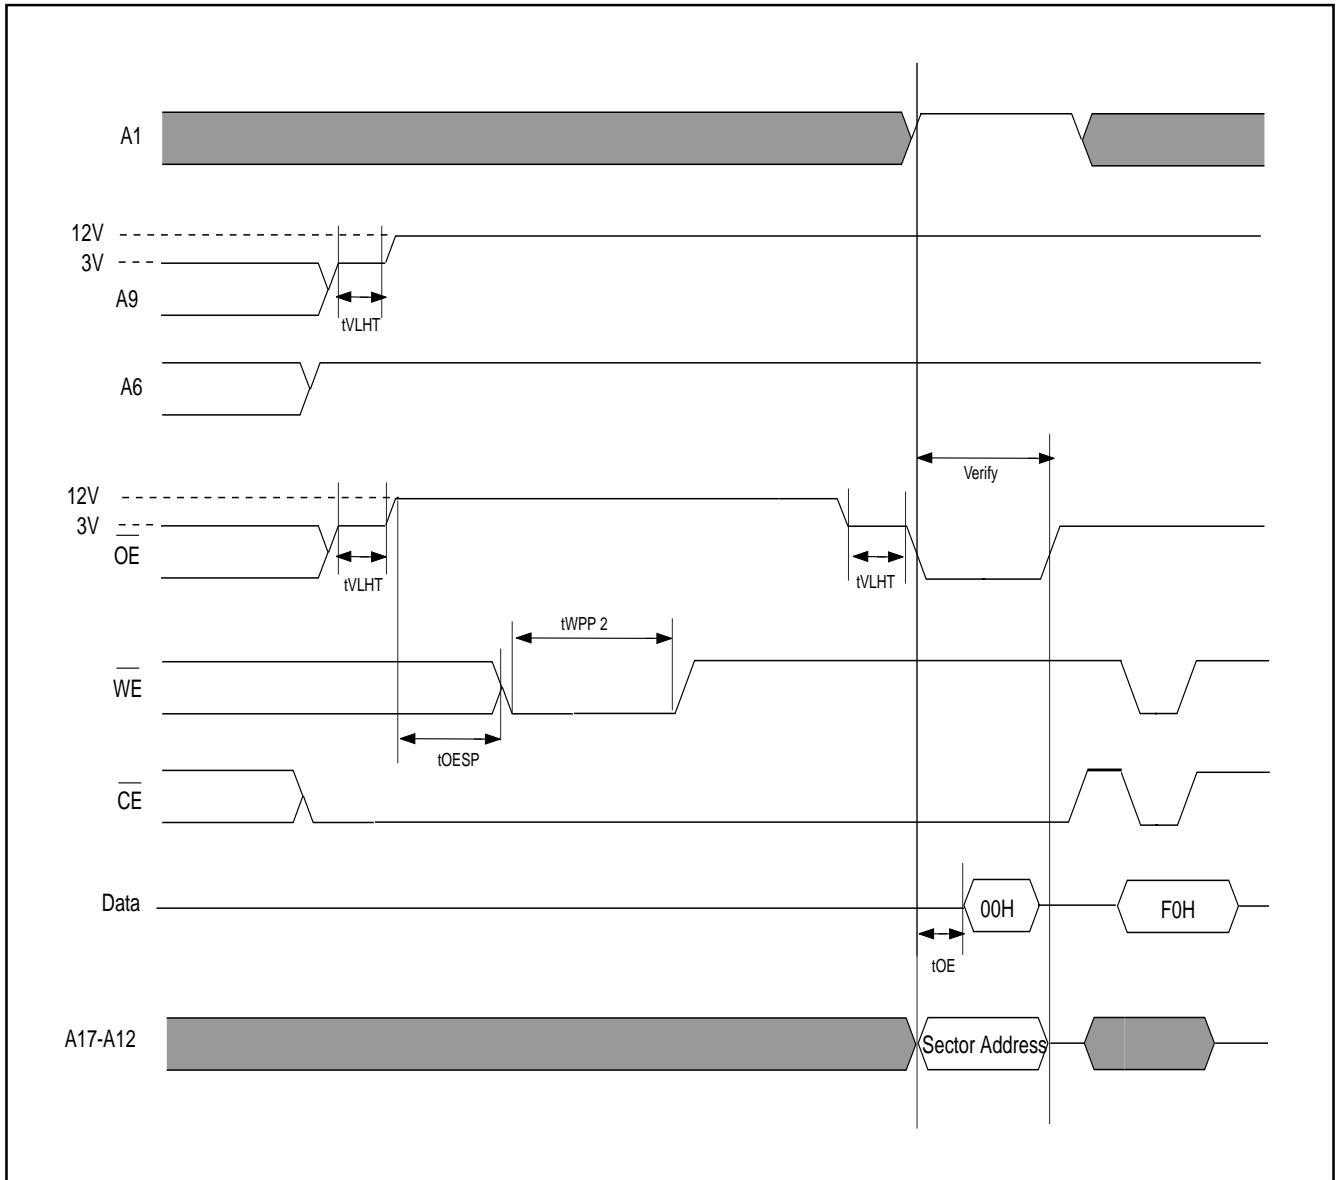 A1
12V
3V
A9
tVLHT
A6
Verify
12V
3V
OE
tVLHT
tVLHT
tWPP 2
WE
tOESP
CE
Data
00H
F0H
tOE
A17-A12
Sector Address